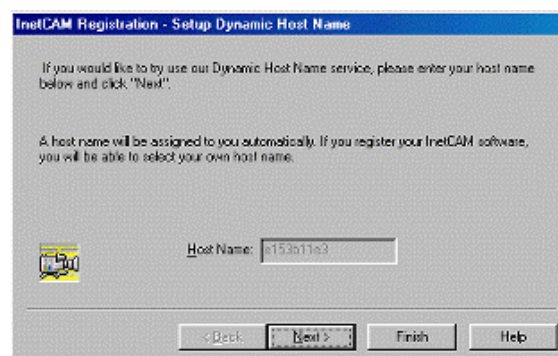 InetCAM Registration - Setup Dynamic Host Name
If you would like to try use our Dynamic Host Name service, please enter your host name
below and click "Next".
A host name will be assigned to you automatically. If you register your InetCAM software,
you will be able to select your own host name.
Host Name: e153b11e3
< Back Next > Finish Help